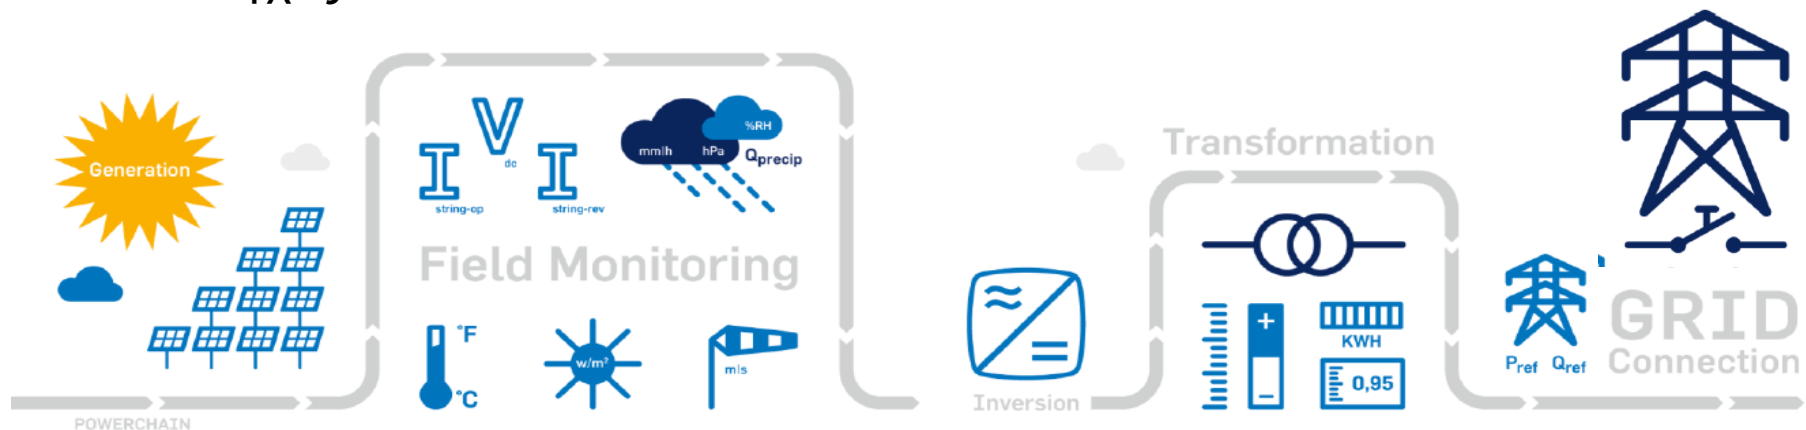 Generation
POWERCHAIN
V
dc
I
string-op
I
string-rev
mm|h
hPa
%RH
Qprecip
Field Monitoring
°F
°C
w/m²
m|s
Inversion
Transformation
+
−
KWH
0,95
Pref Qref
GRID
Connection